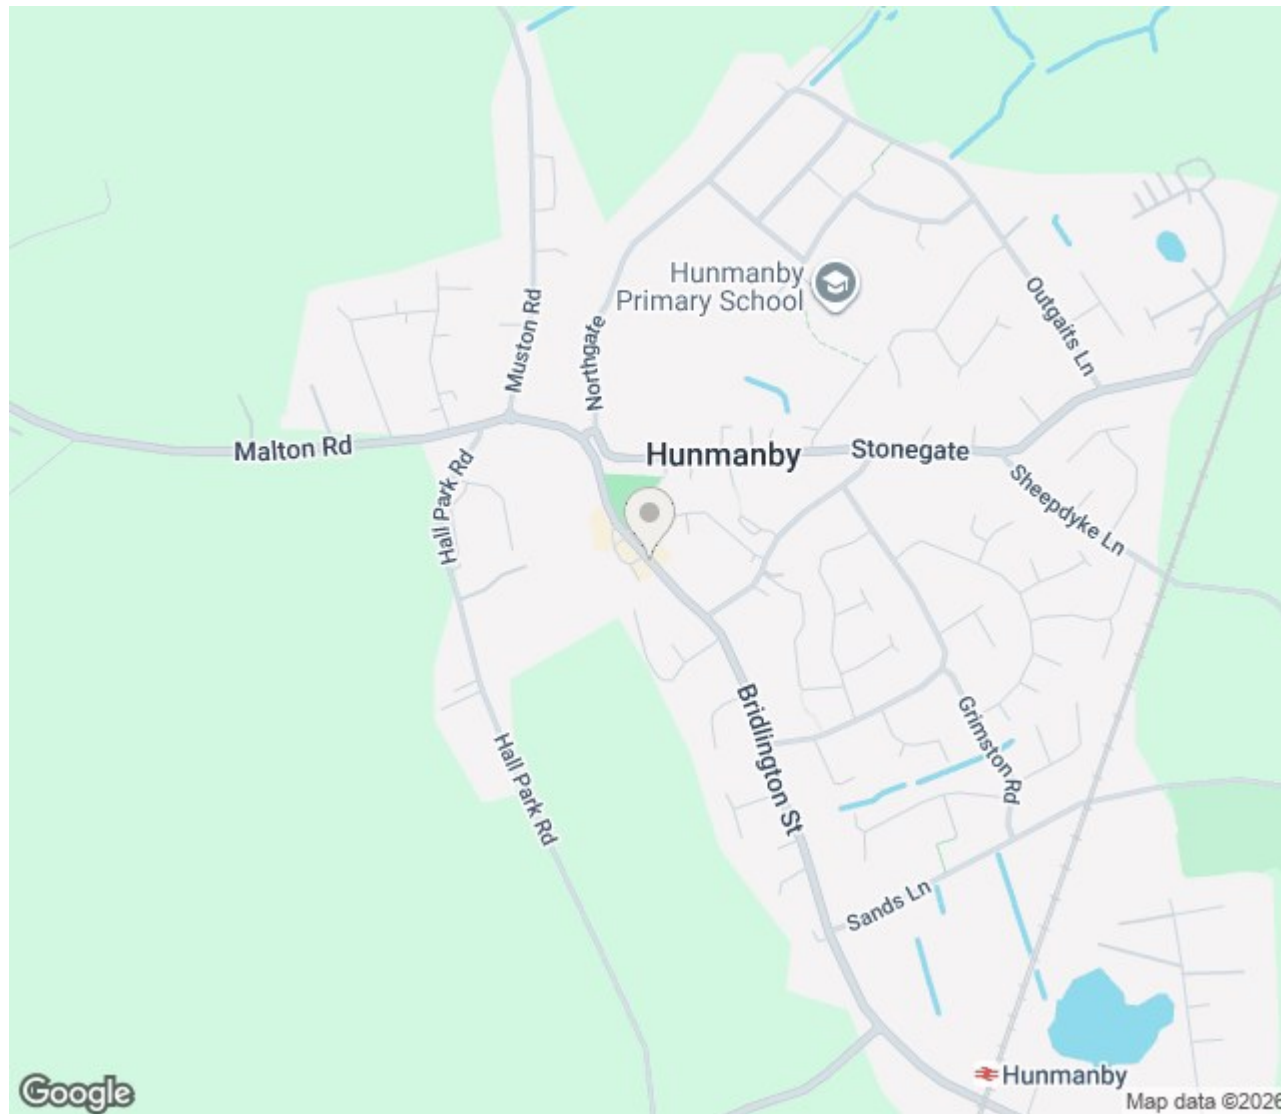 Hunmanby
Primary School
Outgaits Ln
Muston Rd
Northgate
Malton Rd
Hunmanby
Stonegate
Hall Park Rd
Sheepdyke Ln
Bridlington St
Grimston Rd
Hall Park Rd
Sands Ln
Hunmanby
Google
Map data ©2026